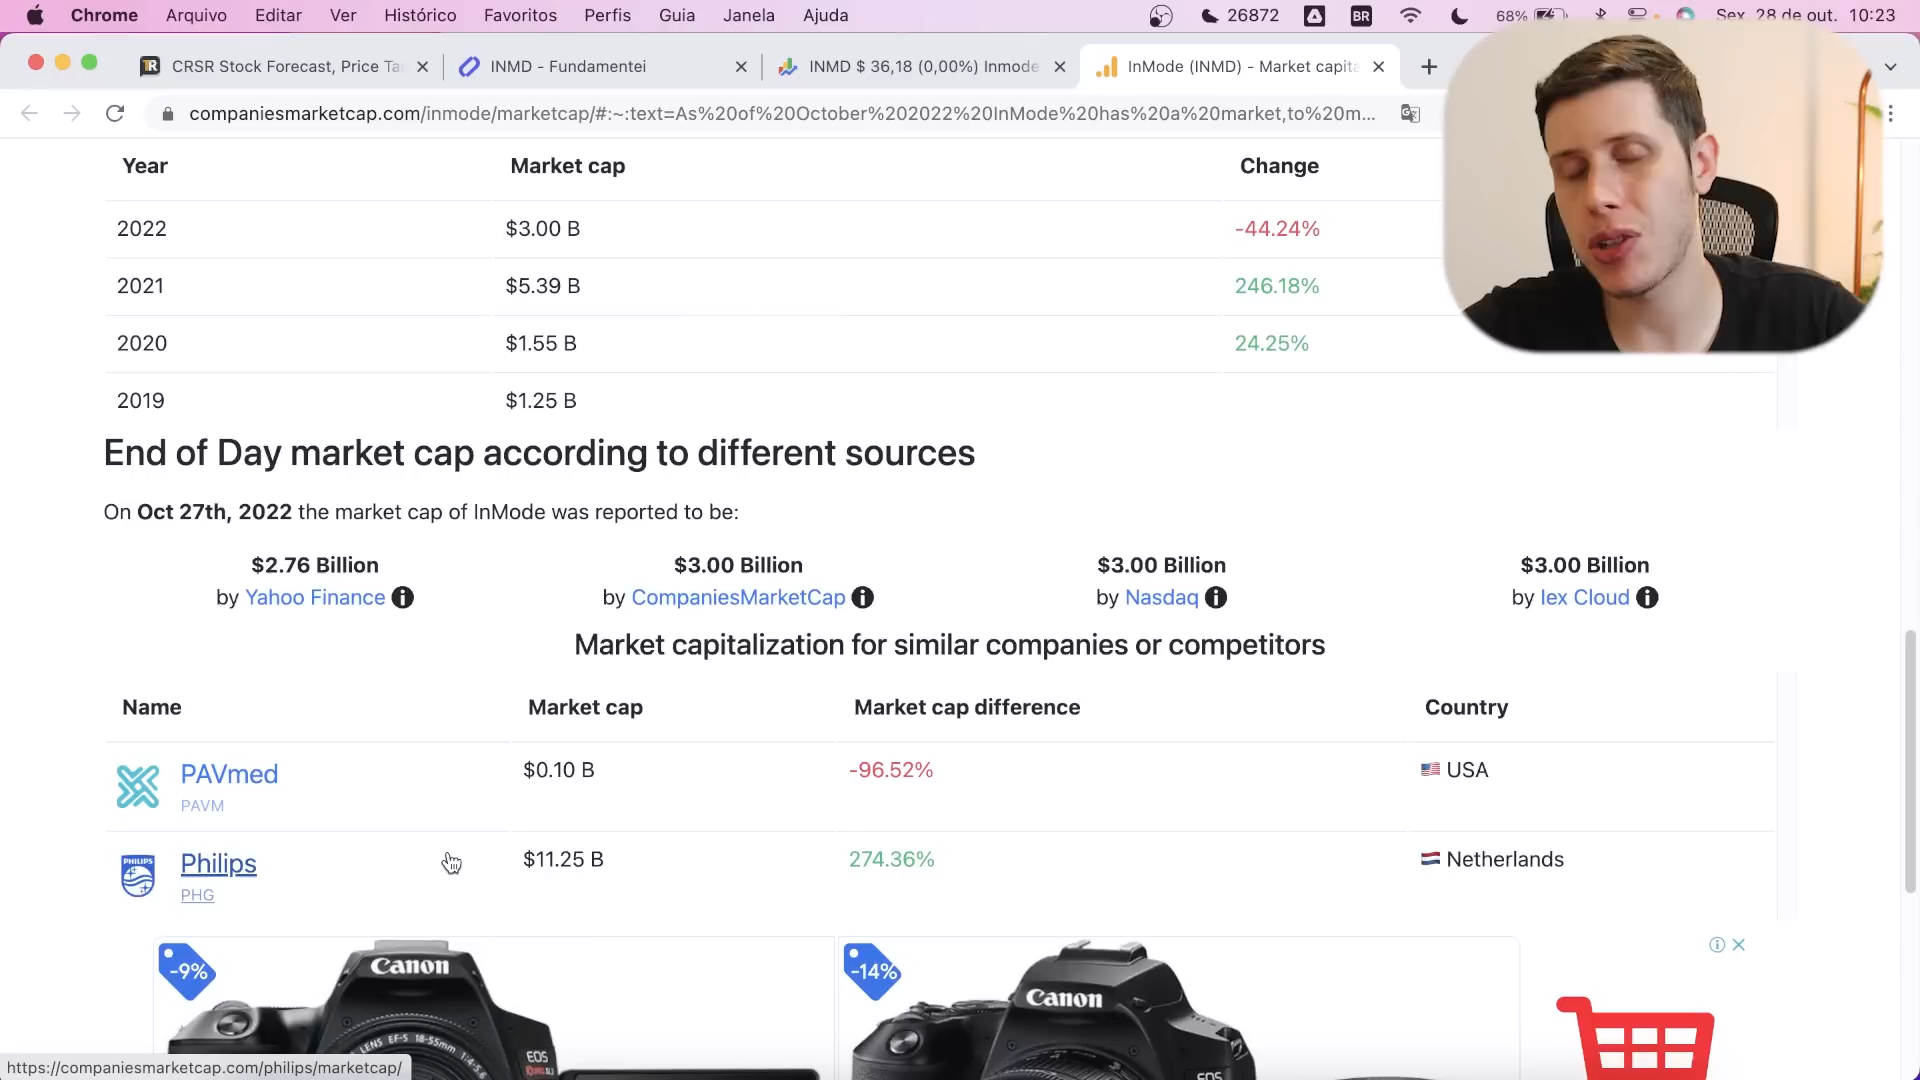 Chrome Arquivo Editar Ver Histórico Favoritos Perfis Guia Janela Ajuda 26872 BR 68% Sex. 28 de out. 10:23
CRSR Stock Forecast, Price Ta INMD - Fundamentei INMD $ 36,18 (0,00%) Inmode InMode (INMD) - Market capita
companiesmarketcap.com/inmode/marketcap/#:~:text=As%20of%20October%202022%20InMode%20has%20a%20market,to%20m...
Year Market cap Change
2022 $3.00 B -44.24%
2021 $5.39 B 246.18%
2020 $1.55 B 24.25%
2019 $1.25 B
End of Day market cap according to different sources
On Oct 27th, 2022 the market cap of InMode was reported to be:
$2.76 Billion $3.00 Billion $3.00 Billion $3.00 Billion
by Yahoo Finance by CompaniesMarketCap by Nasdaq by Iex Cloud
Market capitalization for similar companies or competitors
Name Market cap Market cap difference Country
PAVmed $0.10 B -96.52% USA
PAVM
PHILIPS Philips $11.25 B 274.36% Netherlands
PHG
-9% Canon -14% Canon
LENS EF-S 18-55mm
EOS EOS
https://companiesmarketcap.com/philips/marketcap/